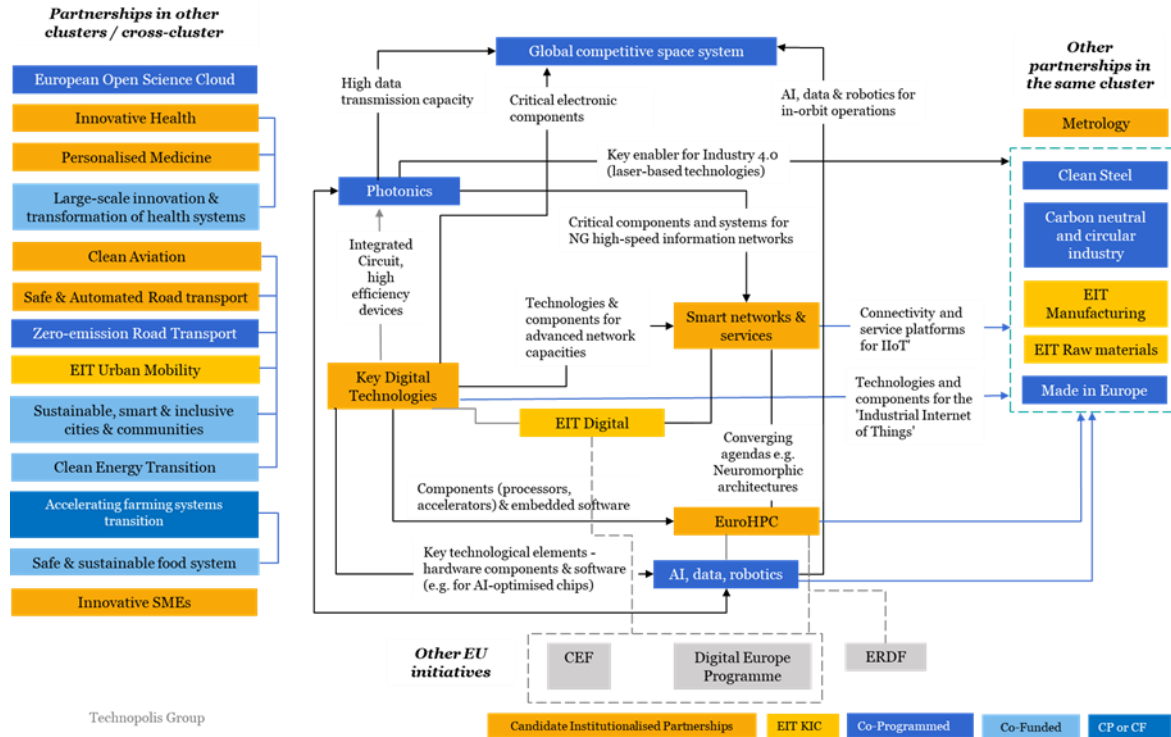 Partnerships in other
clusters / cross-cluster
European Open Science Cloud
Innovative Health
Personalised Medicine
Large-scale innovation &
transformation of health systems
Clean Aviation
Safe & Automated Road transport
Zero-emission Road Transport
EIT Urban Mobility
Sustainable, smart & inclusive
cities & communities
Clean Energy Transition
Accelerating farming systems
transition
Safe & sustainable food system
Innovative SMEs
Technopolis Group
Global competitive space system
High data
transmission capacity
Critical electronic
components
AI, data & robotics for
in-orbit operations
Key enabler for Industry 4.0
(laser-based technologies)
Photonics
Critical components and systems for
NG high-speed information networks
Integrated
Circuit,
high
efficiency
devices
Technologies &
components for
advanced network
capacities
Smart networks &
services
Connectivity and
service platforms
for IIoT'
Key Digital
Technologies
Technologies and
components for the
'Industrial Internet
of Things'
EIT Digital
Converging
agendas e.g.
Neuromorphic
architectures
Components (processors,
accelerators) & embedded software
EuroHPC
Key technological elements -
hardware components & software
(e.g. for AI-optimised chips)
AI, data, robotics
Other EU
initiatives
CEF
Digital Europe
Programme
ERDF
Other
partnerships in
the same cluster
Metrology
Clean Steel
Carbon neutral
and circular
industry
EIT
Manufacturing
EIT Raw materials
Made in Europe
Candidate Institutionalised Partnerships
EIT KIC
Co-Programmed
Co-Funded
CP or CF